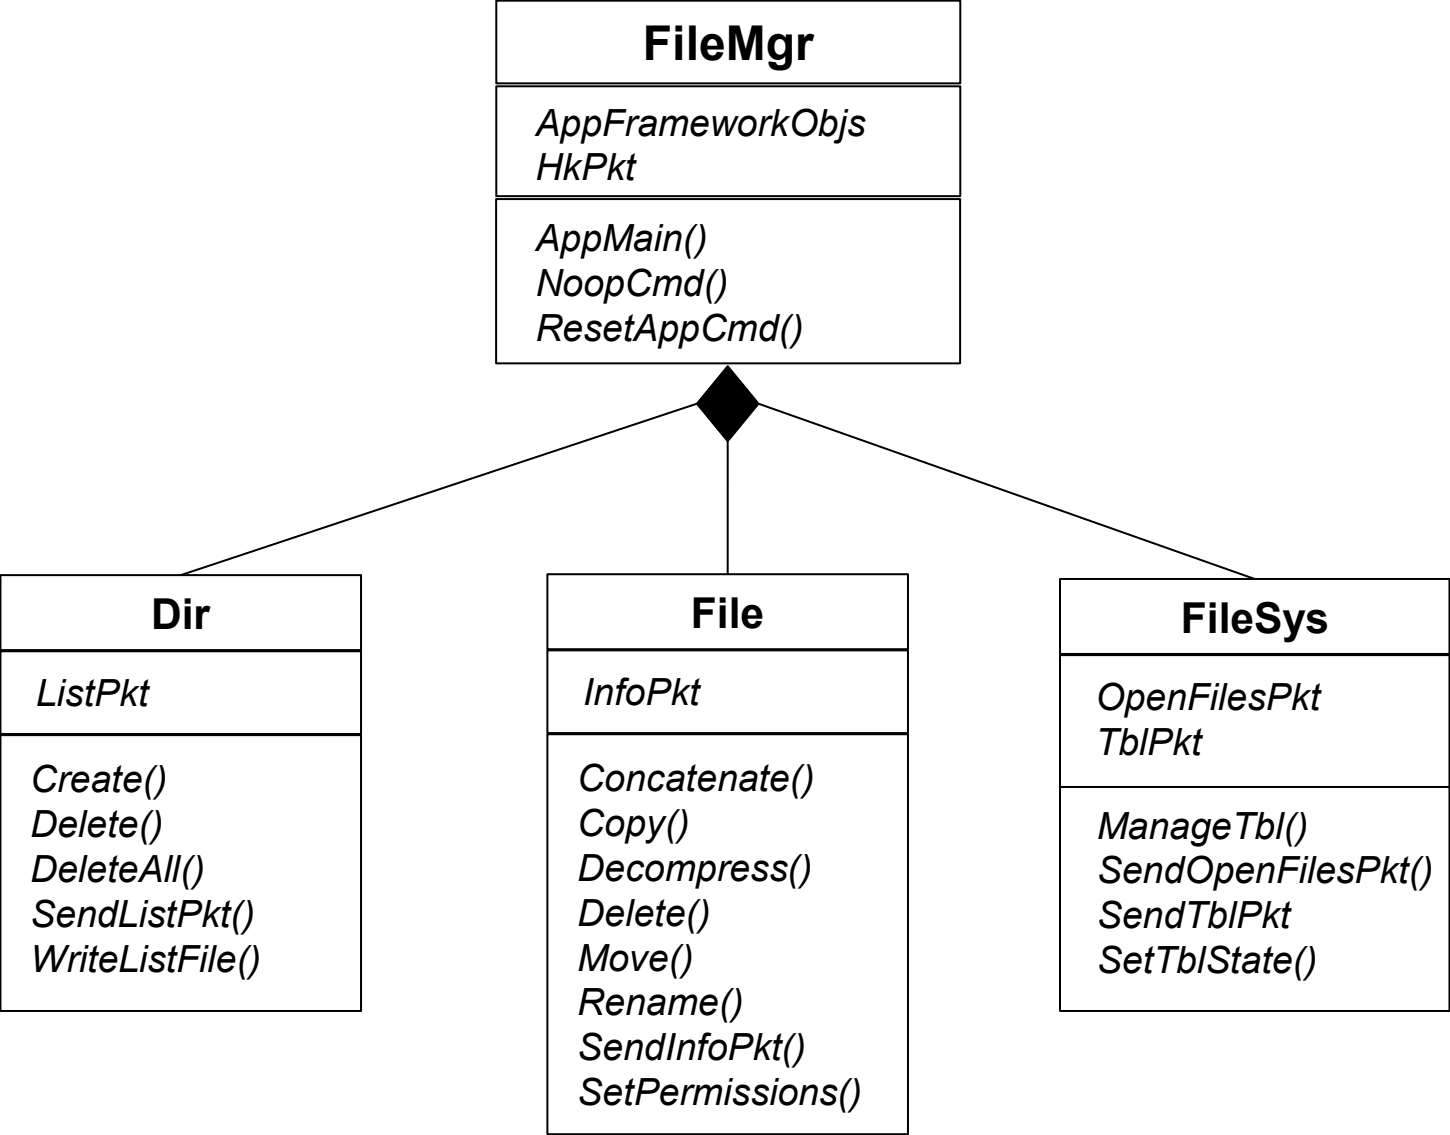 FileMgr
AppFrameworkObjs
HkPkt
AppMain()
NoopCmd()
ResetAppCmd()
Dir
ListPkt
Create()
Delete()
DeleteAll()
SendListPkt()
WriteListFile()
File
InfoPkt
Concatenate()
Copy()
Decompress()
Delete()
Move()
Rename()
SendInfoPkt()
SetPermissions()
FileSys
OpenFilesPkt
TblPkt
ManageTbl()
SendOpenFilesPkt()
SendTblPkt
SetTblState()